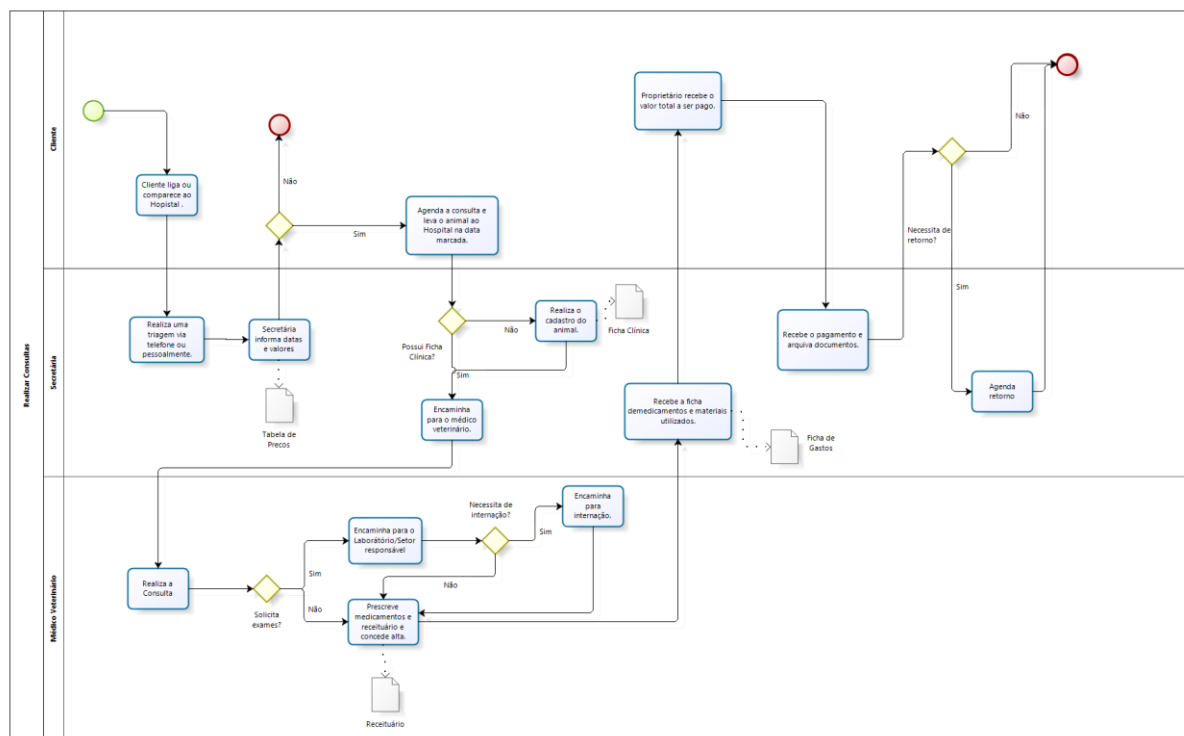 Realizar Consultas
Cliente
Cliente liga ou
comparece ao
Hopistal .
Não
Sim
Agenda a consulta e
leva o animal ao
Hospital na data
marcada.
Proprietário recebe o
valor total a ser pago.
Necessita de
retorno?
Não
Secretária
Realiza uma
triagem via
telefone ou
pessoalmente.
Secretária
informa datas
e valores
Tabela de
Precos
Possui Ficha
Clínica?
Não
Sim
Realiza o
cadastro do
animal.
Ficha Clínica
Encaminha
para o médico
veterinário.
Recebe a ficha
demedicamentos e materiais
utilizados.
Ficha de
Gastos
Recebe o pagamento e
arquiva documentos.
Sim
Agenda
retorno
Médico Veterinário
Realiza a
Consulta
Solicita
exames?
Sim
Não
Encaminha para o
Laborátório/Setor
responsável
Necessita de
internação?
Sim
Não
Encaminha
para
internação.
Prescreve
medicamentos e
receituário e
concede alta.
Receituário